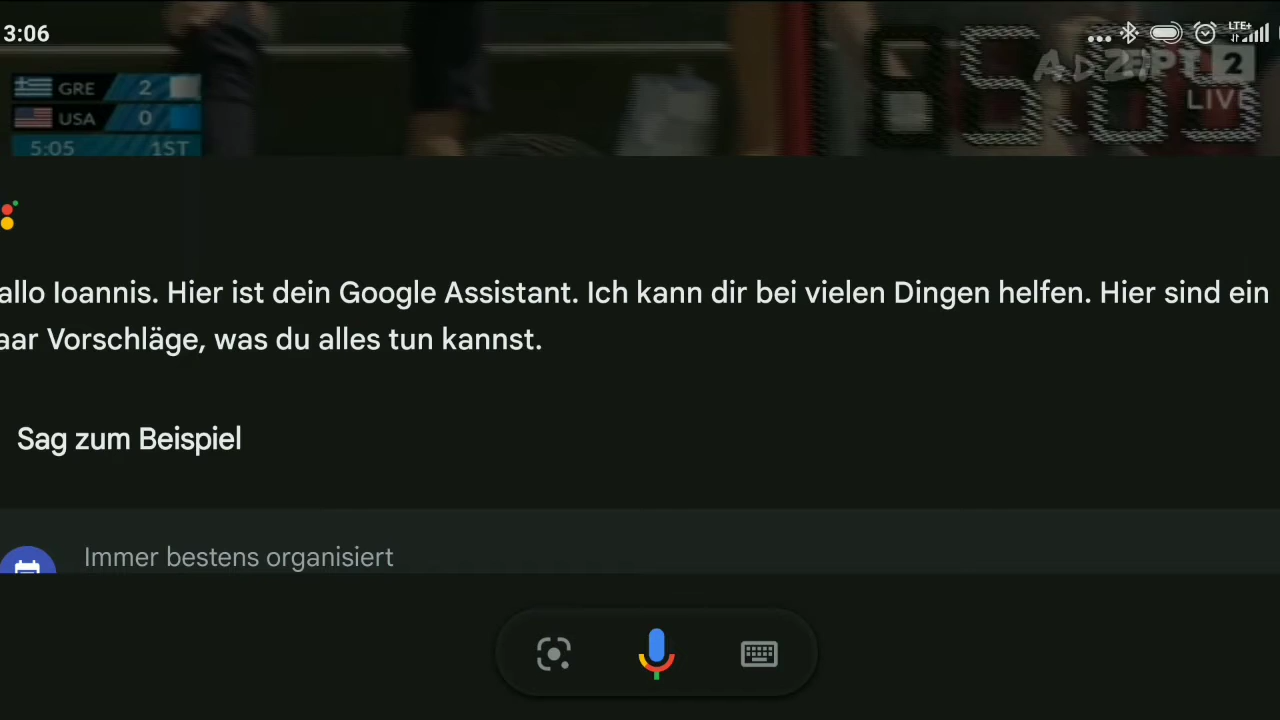 3:06
LTE+
GRE 2
USA 0
5:05 1ST
2
LIVE
allo Ioannis. Hier ist dein Google Assistant. Ich kann dir bei vielen Dingen helfen. Hier sind ein
aar Vorschläge, was du alles tun kannst.
Sag zum Beispiel
Immer bestens organisiert